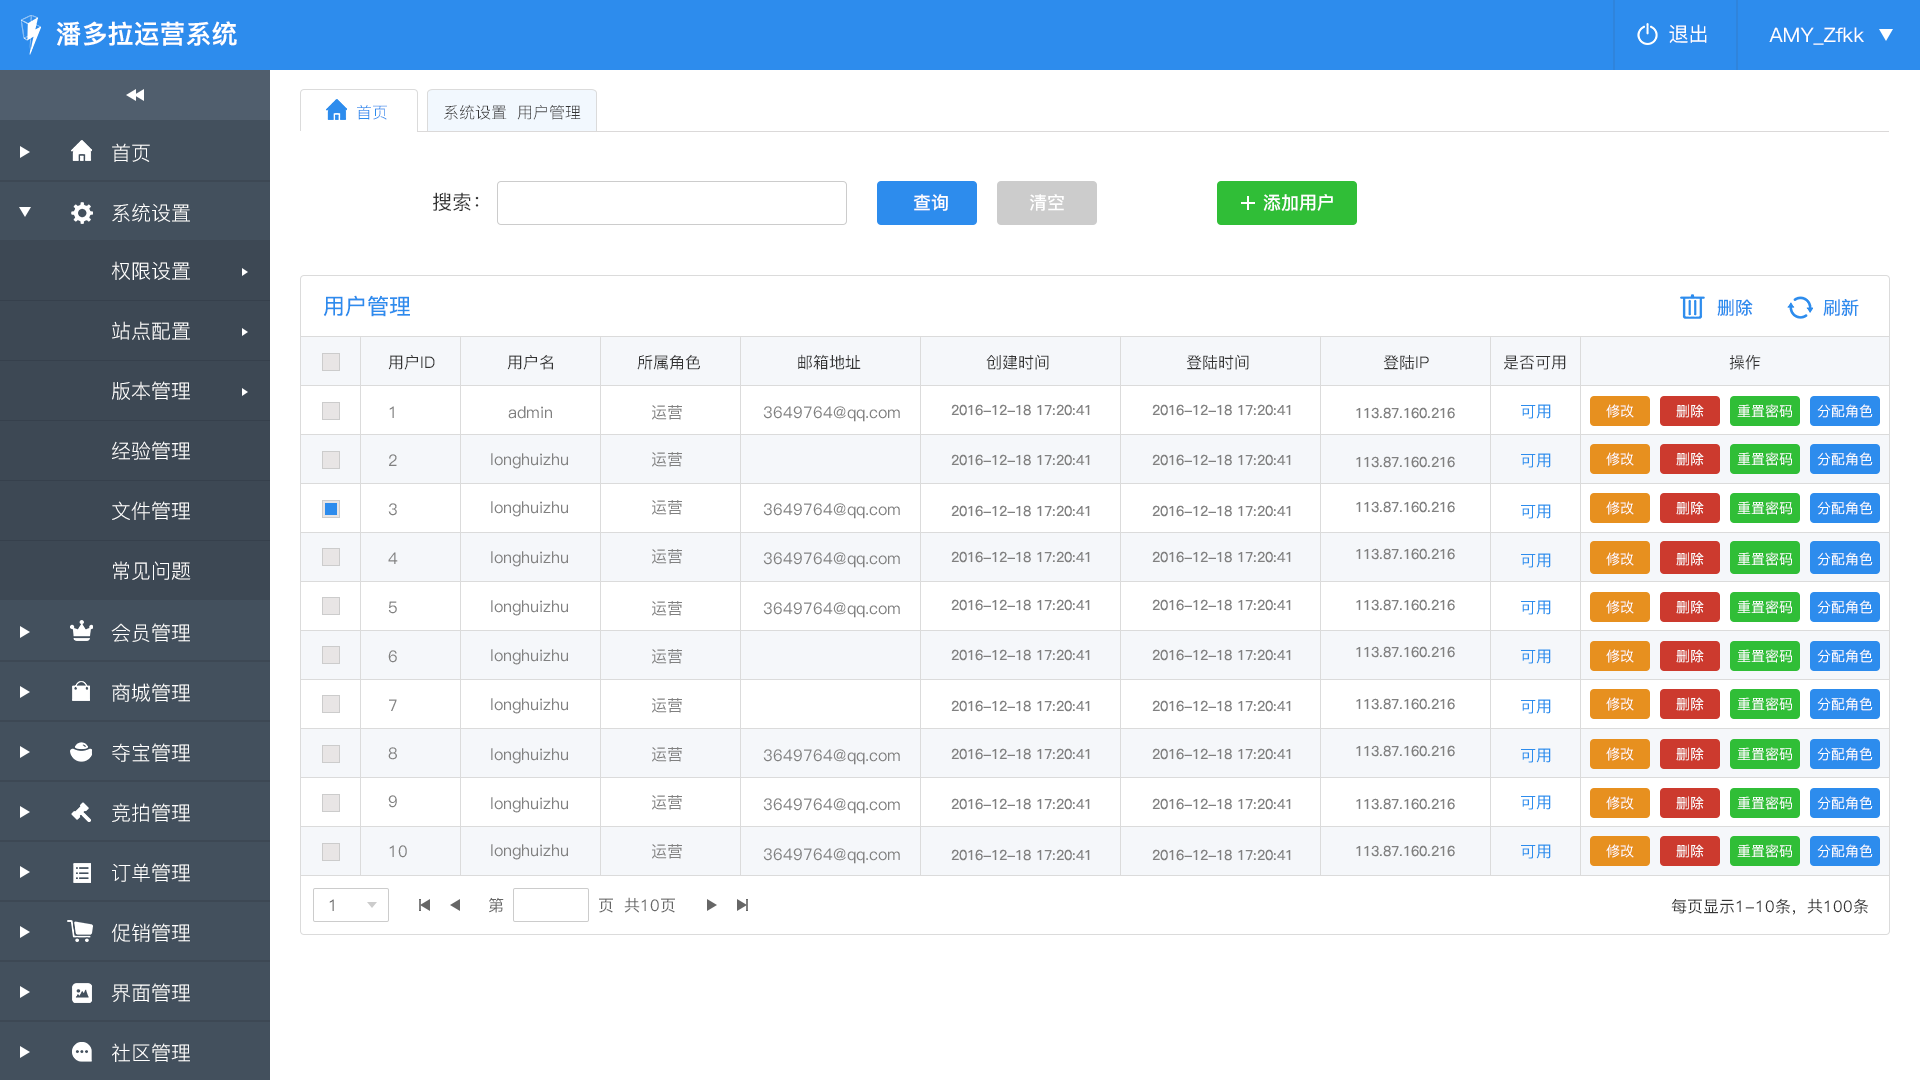 潘多拉运营系统
退出
AMY_Zfkk
首页
系统设置
权限设置
站点配置
版本管理
经验管理
文件管理
常见问题
会员管理
商城管理
夺宝管理
竞拍管理
订单管理
促销管理
界面管理
社区管理
首页
系统设置 用户管理
搜索：
查询
清空
添加用户
用户管理
删除
刷新
用户ID 用户名 所属角色 邮箱地址 创建时间 登陆时间 登陆IP 是否可用 操作
1 admin 运营 3649764@qq.com 2016-12-18 17:20:41 2016-12-18 17:20:41 113.87.160.216 可用 修改 删除 重置密码 分配角色
2 longhuizhu 运营 2016-12-18 17:20:41 2016-12-18 17:20:41 113.87.160.216 可用 修改 删除 重置密码 分配角色
3 longhuizhu 运营 3649764@qq.com 2016-12-18 17:20:41 2016-12-18 17:20:41 113.87.160.216 可用 修改 删除 重置密码 分配角色
4 longhuizhu 运营 3649764@qq.com 2016-12-18 17:20:41 2016-12-18 17:20:41 113.87.160.216 可用 修改 删除 重置密码 分配角色
5 longhuizhu 运营 3649764@qq.com 2016-12-18 17:20:41 2016-12-18 17:20:41 113.87.160.216 可用 修改 删除 重置密码 分配角色
6 longhuizhu 运营 2016-12-18 17:20:41 2016-12-18 17:20:41 113.87.160.216 可用 修改 删除 重置密码 分配角色
7 longhuizhu 运营 2016-12-18 17:20:41 2016-12-18 17:20:41 113.87.160.216 可用 修改 删除 重置密码 分配角色
8 longhuizhu 运营 3649764@qq.com 2016-12-18 17:20:41 2016-12-18 17:20:41 113.87.160.216 可用 修改 删除 重置密码 分配角色
9 longhuizhu 运营 3649764@qq.com 2016-12-18 17:20:41 2016-12-18 17:20:41 113.87.160.216 可用 修改 删除 重置密码 分配角色
10 longhuizhu 运营 3649764@qq.com 2016-12-18 17:20:41 2016-12-18 17:20:41 113.87.160.216 可用 修改 删除 重置密码 分配角色
1 第 页 共10页 每页显示1-10条，共100条